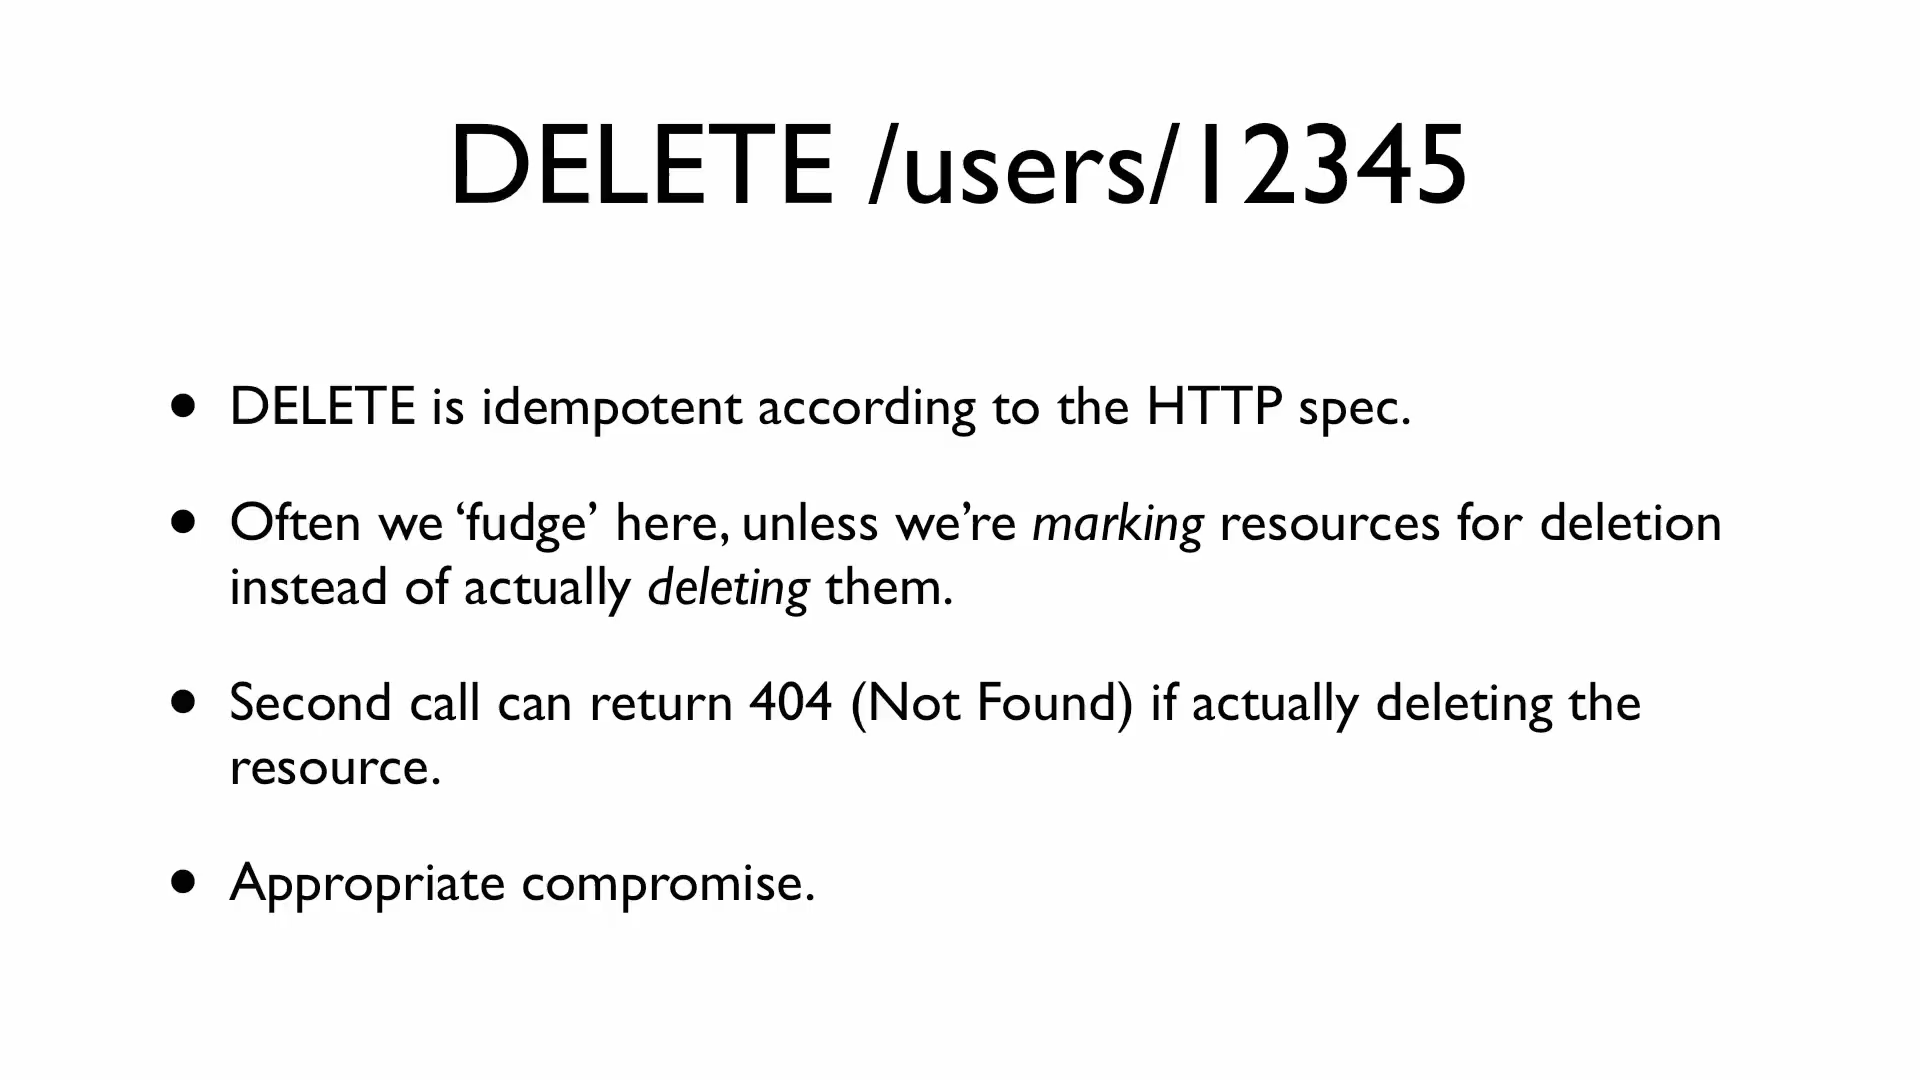 DELETE /users/12345
• DELETE is idempotent according to the HTTP spec.
• Often we ‘fudge’ here, unless we’re marking resources for deletion
instead of actually deleting them.
• Second call can return 404 (Not Found) if actually deleting the
resource.
• Appropriate compromise.